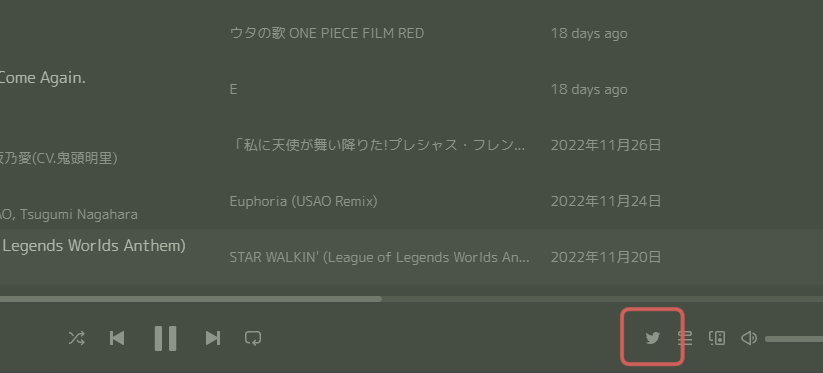 ウタの歌 ONE PIECE FILM RED 18 days ago
Come Again.
E 18 days ago
「私に天使が舞い降りた!プレシャス・フレン... 2022年11月26日
乃愛(CV.鬼頭明里)
Euphoria (USAO Remix) 2022年11月24日
AO, Tsugumi Nagahara
Legends Worlds Anthem)
STAR WALKIN' (League of Legends Worlds An... 2022年11月20日